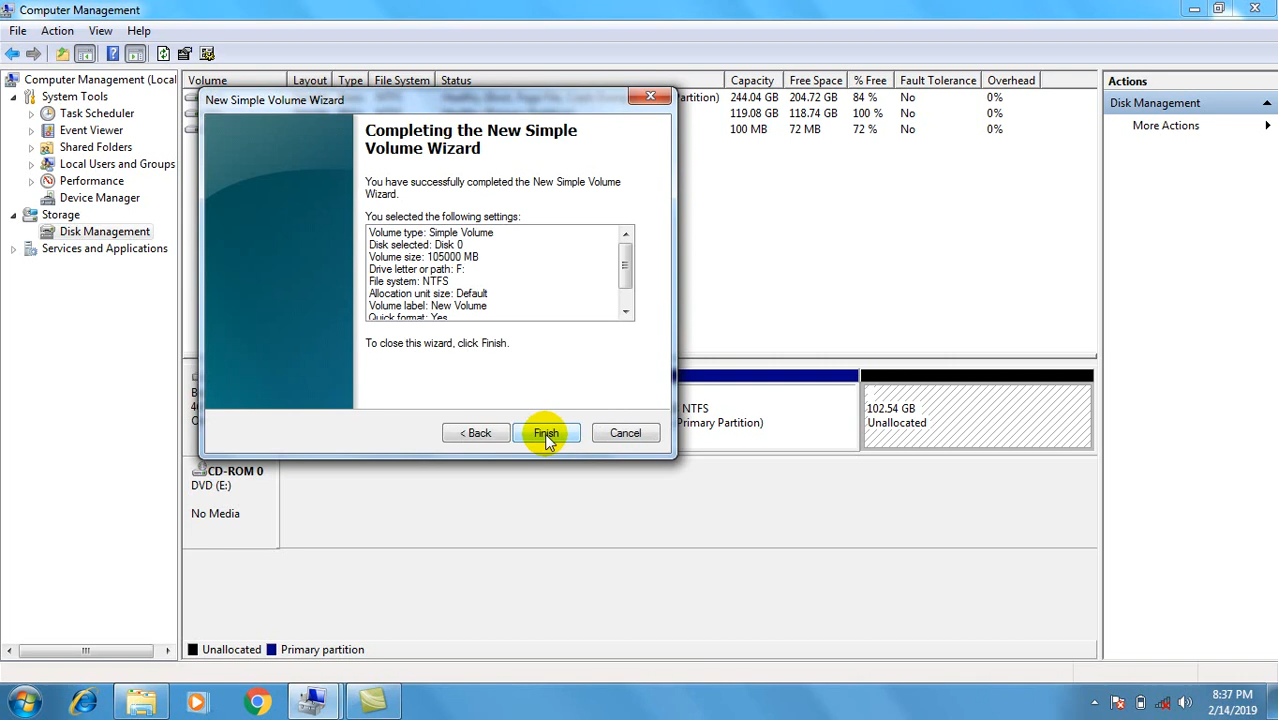 Computer Management
File Action View Help
Computer Management (Local
System Tools
Task Scheduler
Event Viewer
Shared Folders
Local Users and Groups
Performance
Device Manager
Storage
Disk Management
Services and Applications
Volume Layout Type File System Status Capacity Free Space % Free Fault Tolerance Overhead
Partition) 244.04 GB 204.72 GB 84 % No 0%
119.08 GB 118.74 GB 100 % No 0%
100 MB 72 MB 72 % No 0%
Actions
Disk Management
More Actions
New Simple Volume Wizard
Completing the New Simple
Volume Wizard
You have successfully completed the New Simple Volume
Wizard.
You selected the following settings:
Volume type: Simple Volume
Disk selected: Disk 0
Volume size: 105000 MB
Drive letter or path: F:
File system: NTFS
Allocation unit size: Default
Volume label: New Volume
Quick format: Yes
To close this wizard, click Finish.
< Back Finish Cancel
NTFS
Primary Partition)
102.54 GB
Unallocated
CD-ROM 0
DVD (E:)
No Media
Unallocated Primary partition
8:37 PM
2/14/2019